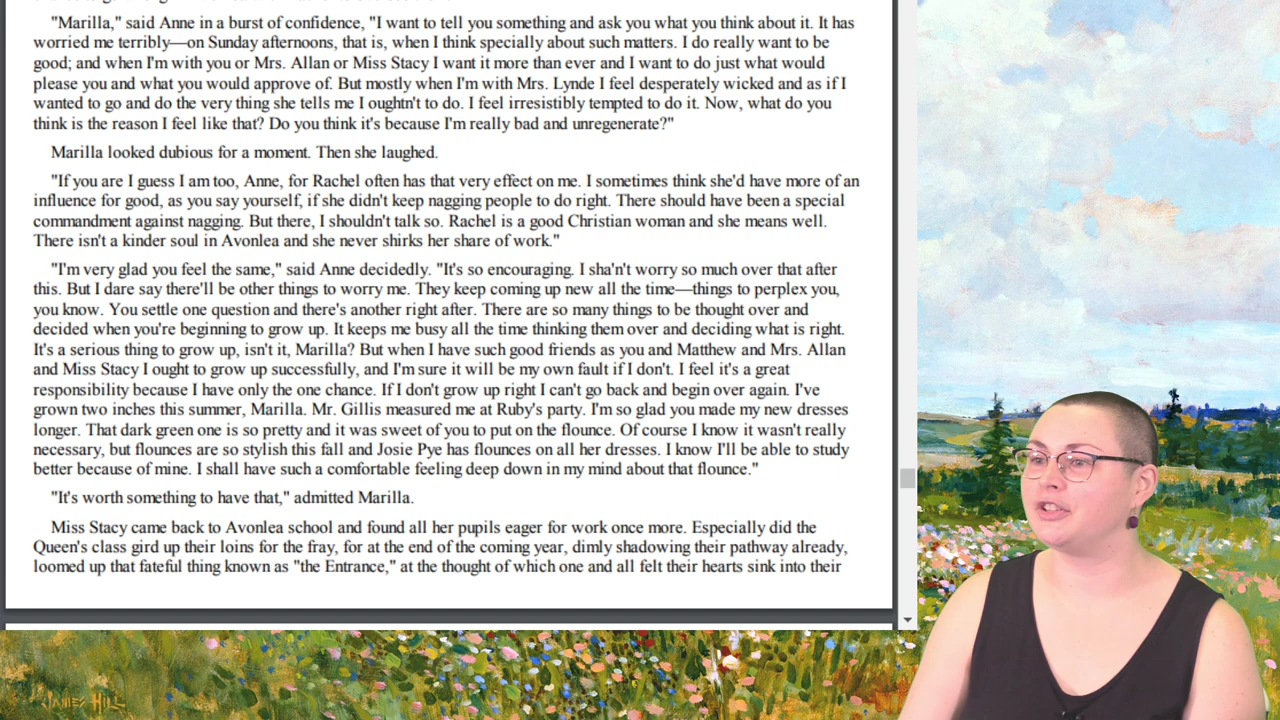 "Marilla," said Anne in a burst of confidence, "I want to tell you something and ask you what you think about it. It has
worried me terribly—on Sunday afternoons, that is, when I think specially about such matters. I do really want to be
good; and when I'm with you or Mrs. Allan or Miss Stacy I want it more than ever and I want to do just what would
please you and what you would approve of. But mostly when I'm with Mrs. Lynde I feel desperately wicked and as if I
wanted to go and do the very thing she tells me I oughtn't to do. I feel irresistibly tempted to do it. Now, what do you
think is the reason I feel like that? Do you think it's because I'm really bad and unregenerate?"
Marilla looked dubious for a moment. Then she laughed.
"If you are I guess I am too, Anne, for Rachel often has that very effect on me. I sometimes think she'd have more of an
influence for good, as you say yourself, if she didn't keep nagging people to do right. There should have been a special
commandment against nagging. But there, I shouldn't talk so. Rachel is a good Christian woman and she means well.
There isn't a kinder soul in Avonlea and she never shirks her share of work."
"I'm very glad you feel the same," said Anne decidedly. "It's so encouraging. I sha'n't worry so much over that after
this. But I dare say there'll be other things to worry me. They keep coming up new all the time—things to perplex you,
you know. You settle one question and there's another right after. There are so many things to be thought over and
decided when you're beginning to grow up. It keeps me busy all the time thinking them over and deciding what is right.
It's a serious thing to grow up, isn't it, Marilla? But when I have such good friends as you and Matthew and Mrs. Allan
and Miss Stacy I ought to grow up successfully, and I'm sure it will be my own fault if I don't. I feel it's a great
responsibility because I have only the one chance. If I don't grow up right I can't go back and begin over again. I've
grown two inches this summer, Marilla. Mr. Gillis measured me at Ruby's party. I'm so glad you made my new dresses
longer. That dark green one is so pretty and it was sweet of you to put on the flounce. Of course I know it wasn't really
necessary, but flounces are so stylish this fall and Josie Pye has flounces on all her dresses. I know I'll be able to study
better because of mine. I shall have such a comfortable feeling deep down in my mind about that flounce."
"It's worth something to have that," admitted Marilla.
Miss Stacy came back to Avonlea school and found all her pupils eager for work once more. Especially did the
Queen's class gird up their loins for the fray, for at the end of the coming year, dimly shadowing their pathway already,
loomed up that fateful thing known as "the Entrance," at the thought of which one and all felt their hearts sink into their
JAMES HILL